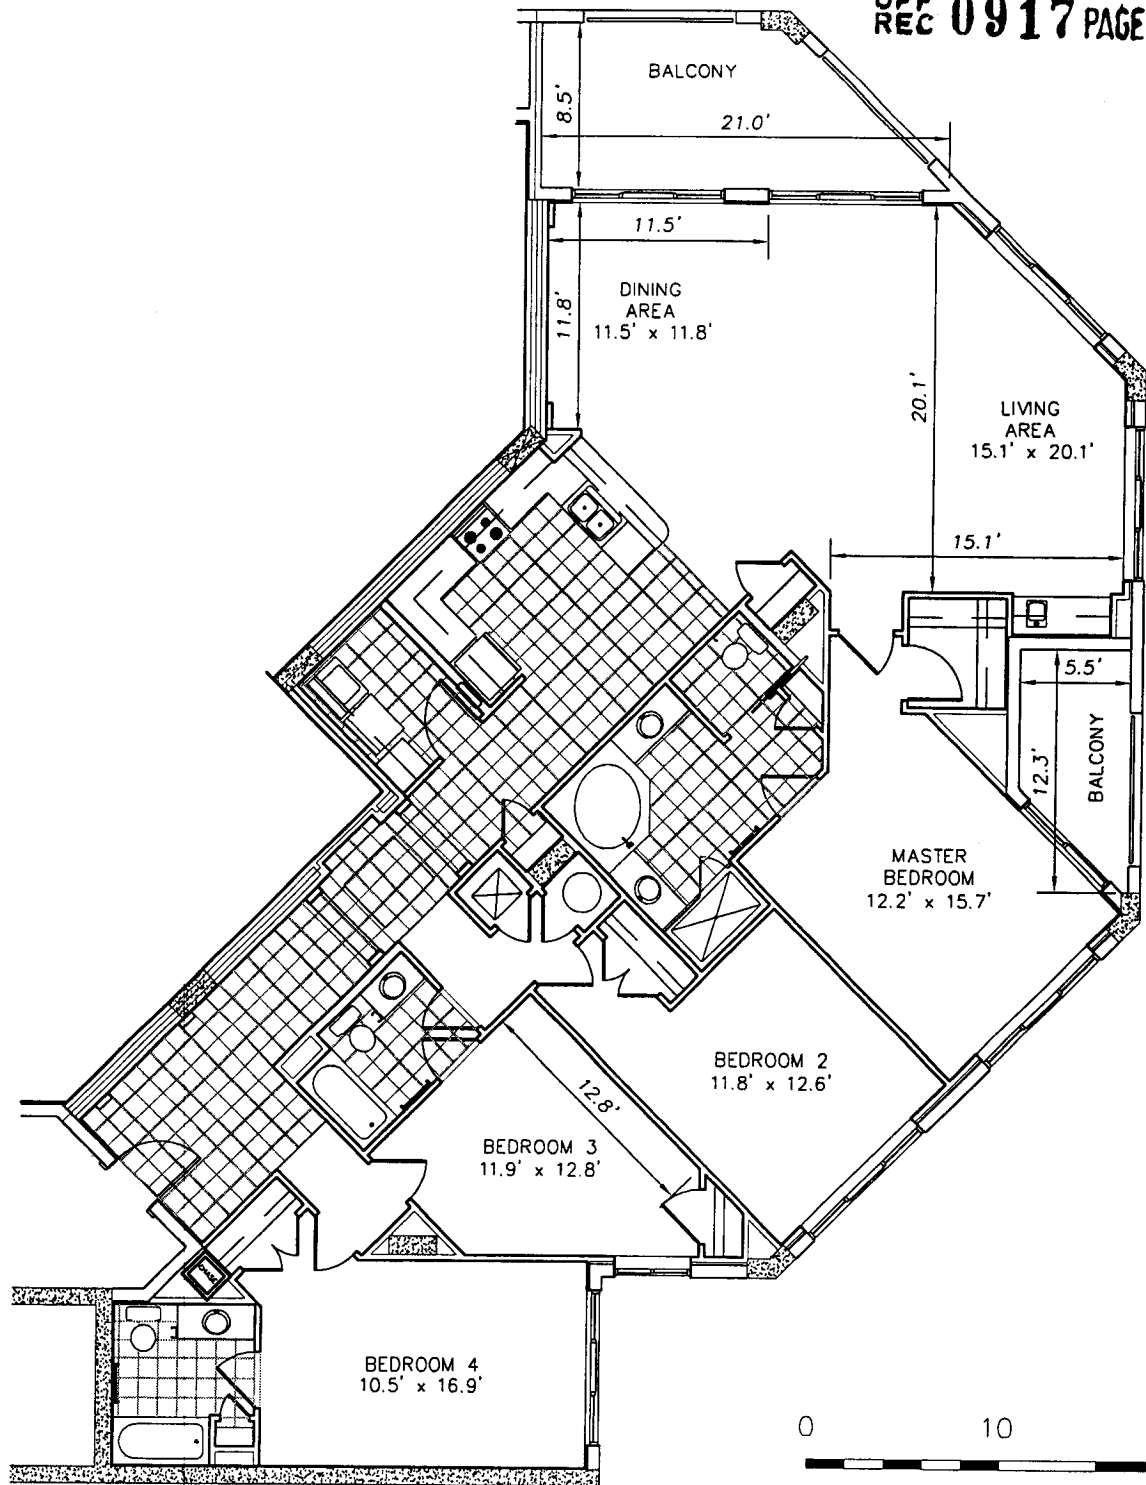 OFF
REC 0917 PAGE
BALCONY
8.5'
21.0'
11.5'
DINING
AREA
11.5' x 11.8'
11.8'
20.1'
LIVING
AREA
15.1' x 20.1'
15.1'
5.5'
12.3'
BALCONY
MASTER
BEDROOM
12.2' x 15.7'
BEDROOM 2
11.8' x 12.6'
12.8'
BEDROOM 3
11.9' x 12.8'
CHASE
BEDROOM 4
10.5' x 16.9'
0 10